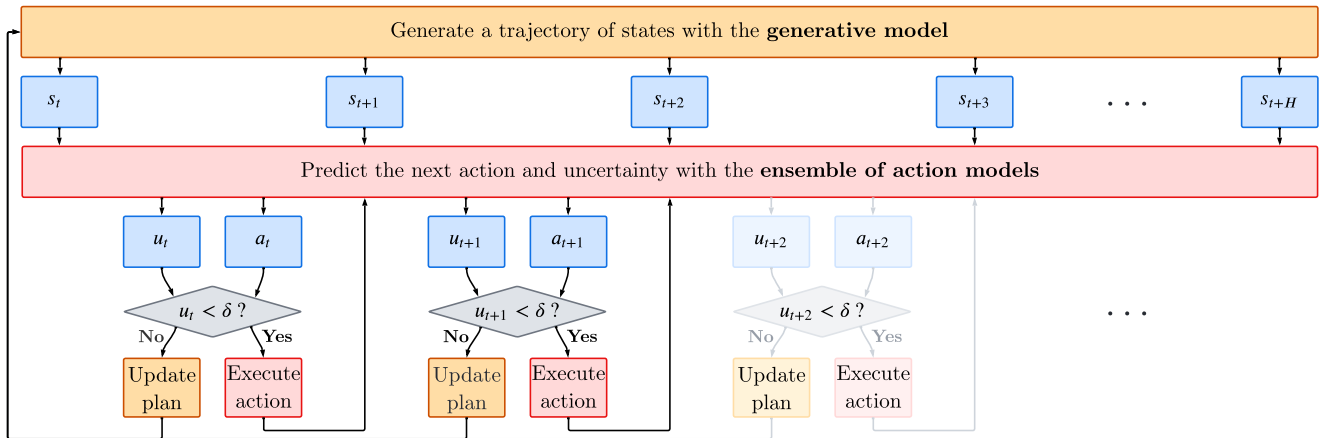 Generate a trajectory of states with the generative model
s_t s_{t+1} s_{t+2} s_{t+3} . . . s_{t+H}
Predict the next action and uncertainty with the ensemble of action models
u_t a_t u_{t+1} a_{t+1} u_{t+2} a_{t+2}
u_t < δ ? u_{t+1} < δ ? u_{t+2} < δ ? . . .
No Yes No Yes No Yes
Update Execute Update Execute Update Execute
plan action plan action plan action